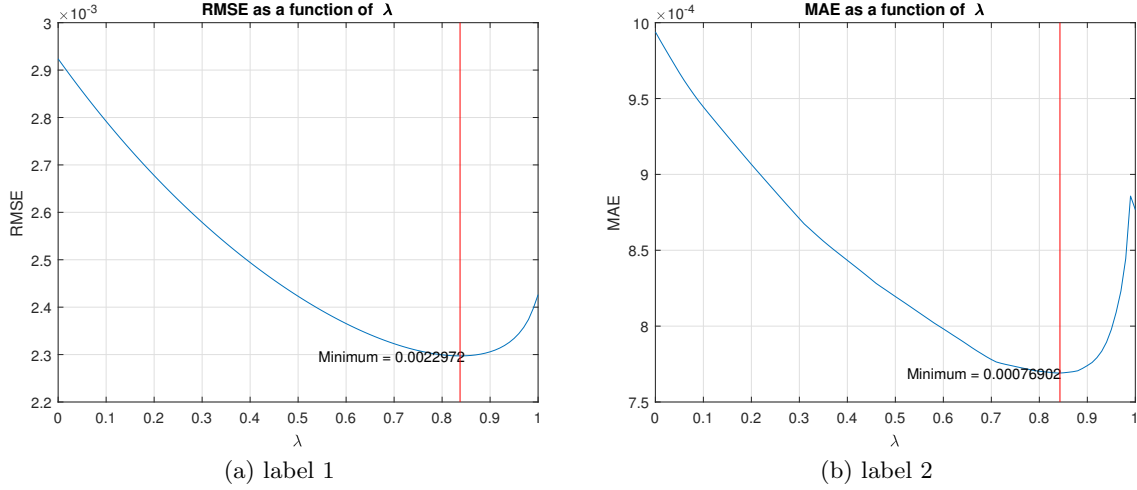 RMSE as a function of λ
×10⁻³
3
2.9
2.8
2.7
2.6
2.5
2.4
2.3
2.2
RMSE
Minimum = 0.0022972
0 0.1 0.2 0.3 0.4 0.5 0.6 0.7 0.8 0.9 1
λ
(a) label 1
MAE as a function of λ
×10⁻⁴
10
9.5
9
8.5
8
7.5
MAE
Minimum = 0.00076902
0 0.1 0.2 0.3 0.4 0.5 0.6 0.7 0.8 0.9 1
λ
(b) label 2